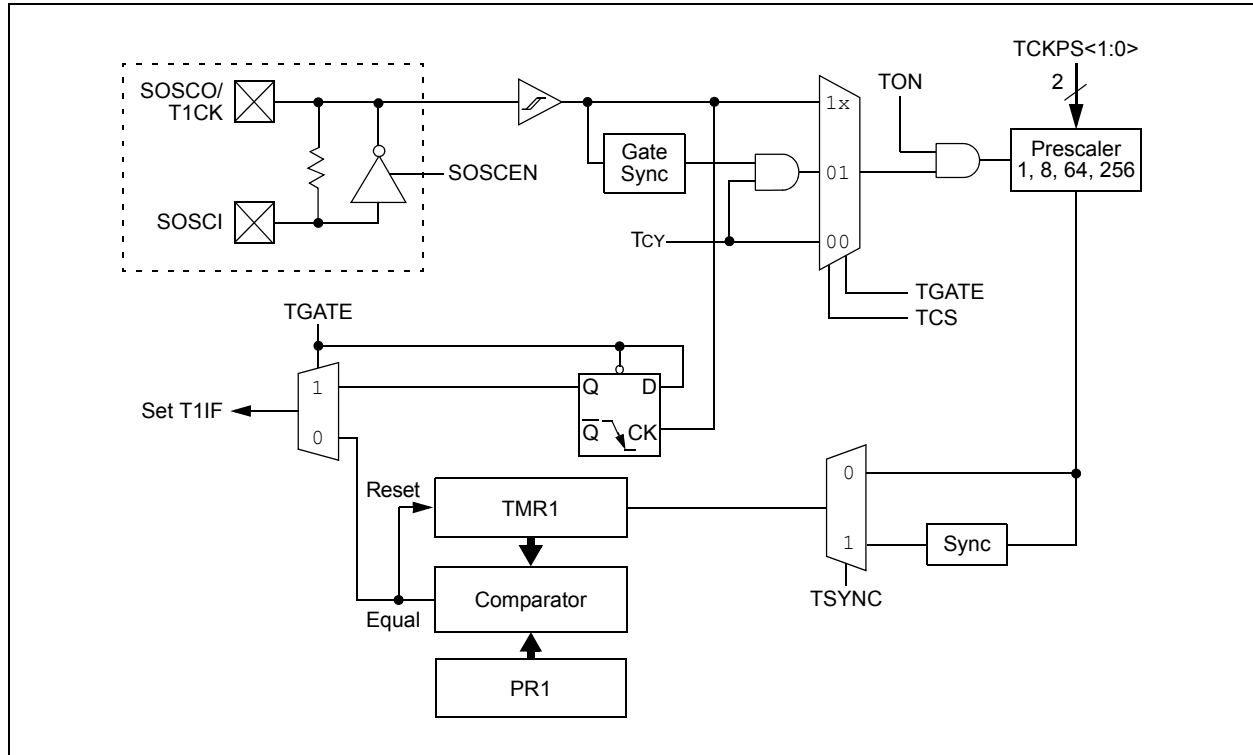 TCKPS<1:0>
SOSCO/
T1CK
TON
2
1x
Prescaler
1, 8, 64, 256
Gate
Sync
SOSCEN
01
SOSCI
TCY
00
TGATE
TCS
TGATE
1
Q
D
Set T1IF
0
Q
CK
0
Reset
TMR1
1
Sync
Comparator
TSYNC
Equal
PR1